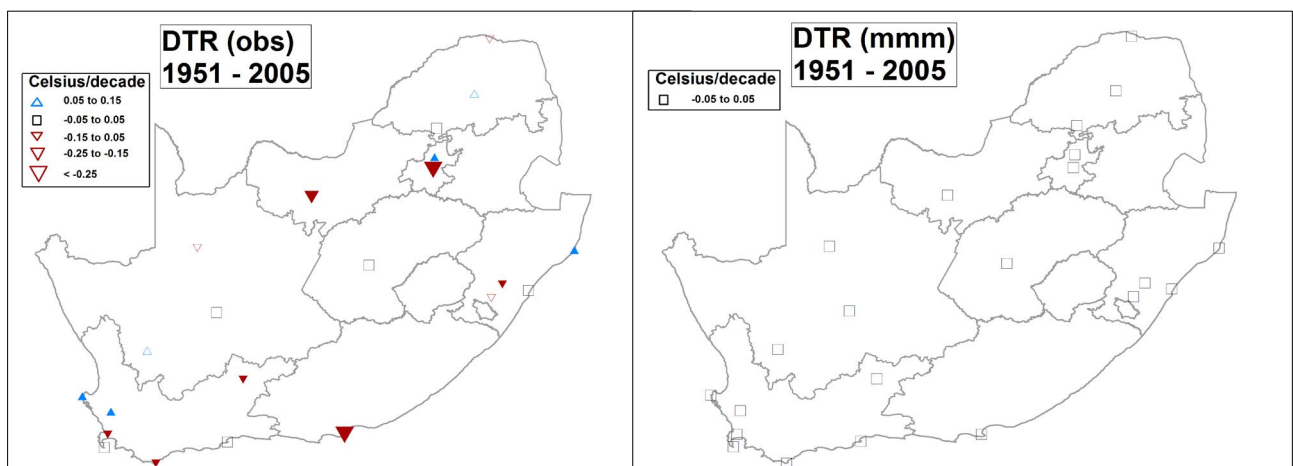 DTR (obs)
1951 - 2005
Celsius/decade
0.05 to 0.15
-0.05 to 0.05
-0.15 to 0.05
-0.25 to -0.15
< -0.25
DTR (mmm)
1951 - 2005
Celsius/decade
-0.05 to 0.05